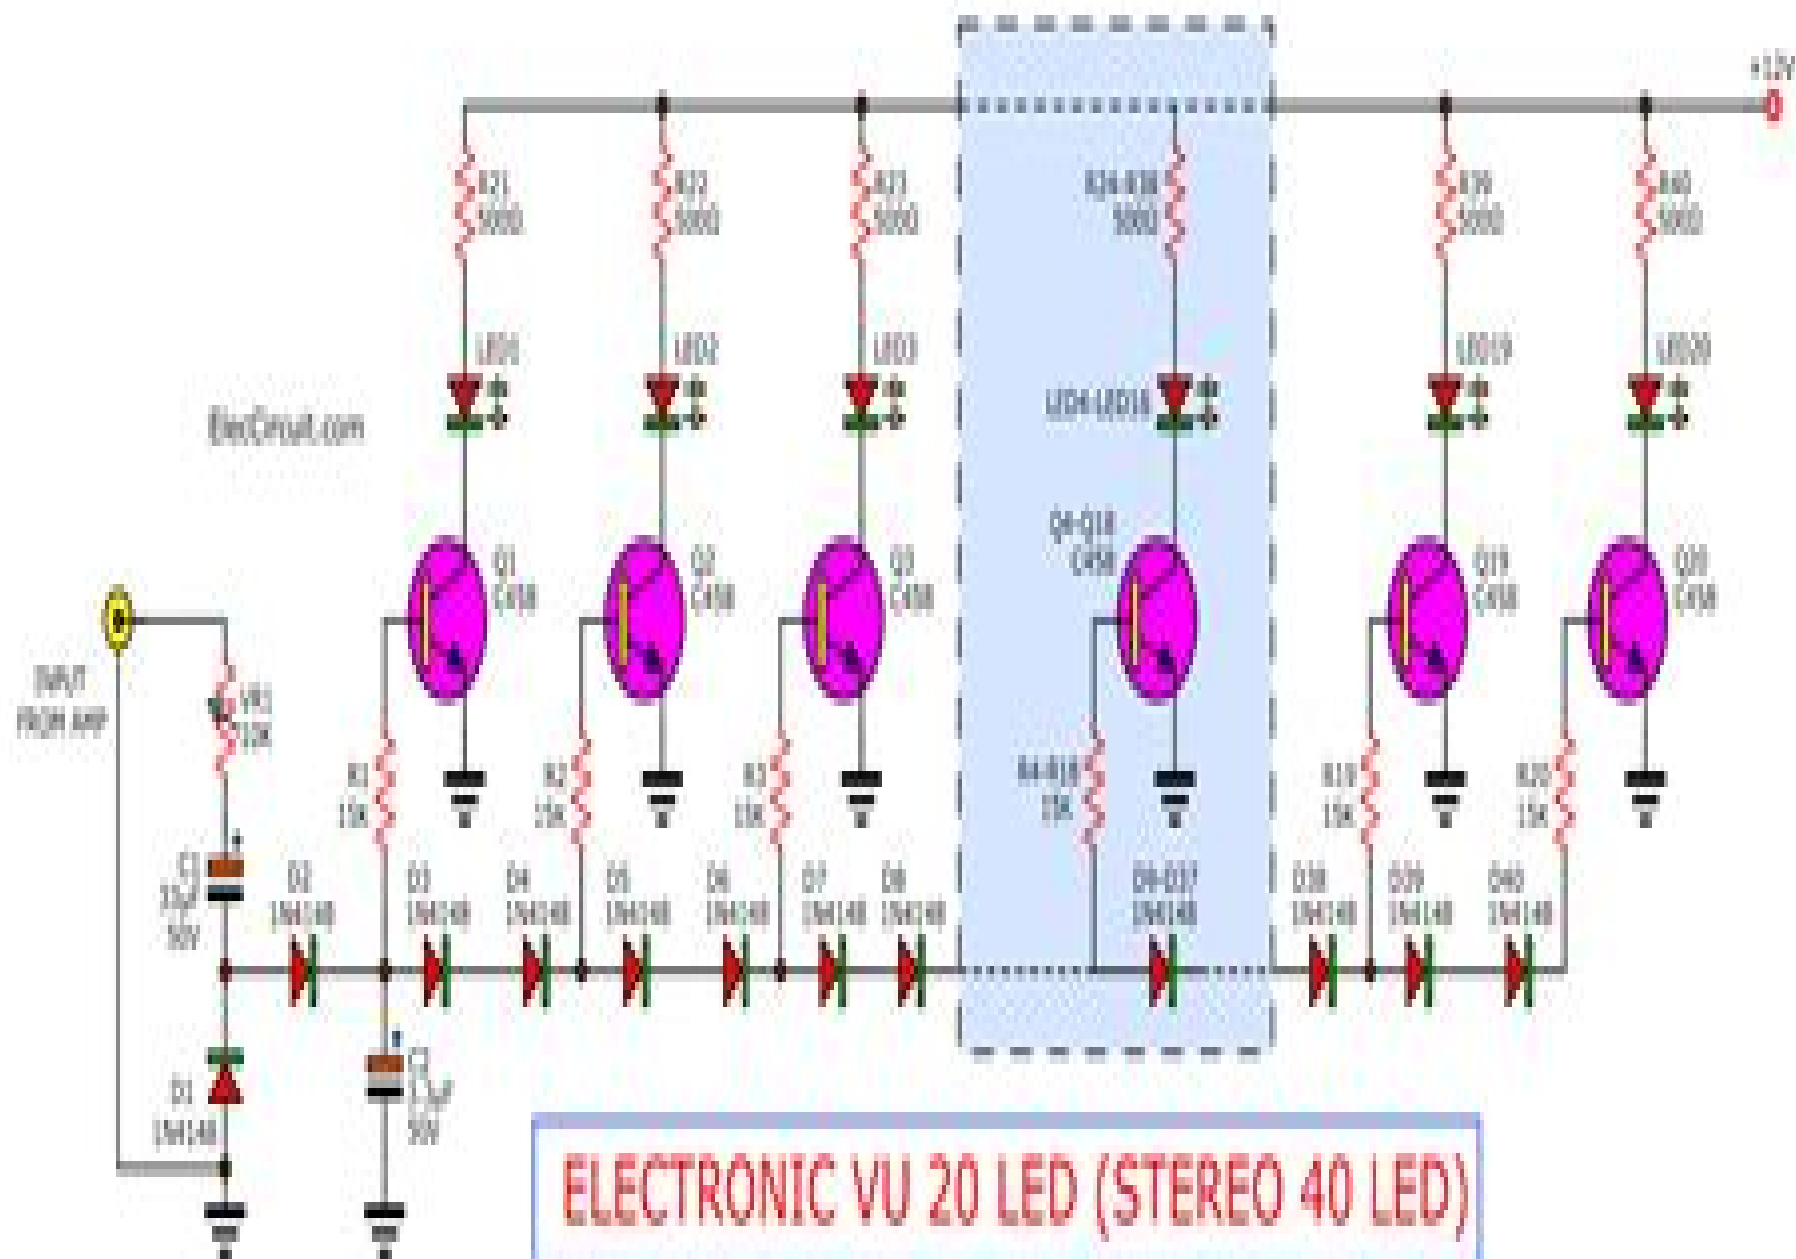 +12V
R21
500Ω
R22
500Ω
R23
500Ω
500Ω
R39
500Ω
R40
500Ω
LED1
LED2
LED3
LED19
LED20
ElecCircuit.com
Q1
C458
Q2
C458
Q3
C458
Q4-Q18
C458
Q19
C458
Q20
C458
INPUT
FROM AMP
VR1
10K
R1
15K
R2
15K
R3
15K
R4-R18
15K
R19
15K
R20
15K
C1
50V
D2
1N4148
D3
1N4148
D4
1N4148
D5
1N4148
D6
1N4148
D7
1N4148
D8
1N4148
D9-D37
1N4148
D38
1N4148
D39
1N4148
D40
1N4148
D1
1N4148
C2
50V
ELECTRONIC VU 20 LED (STEREO 40 LED)